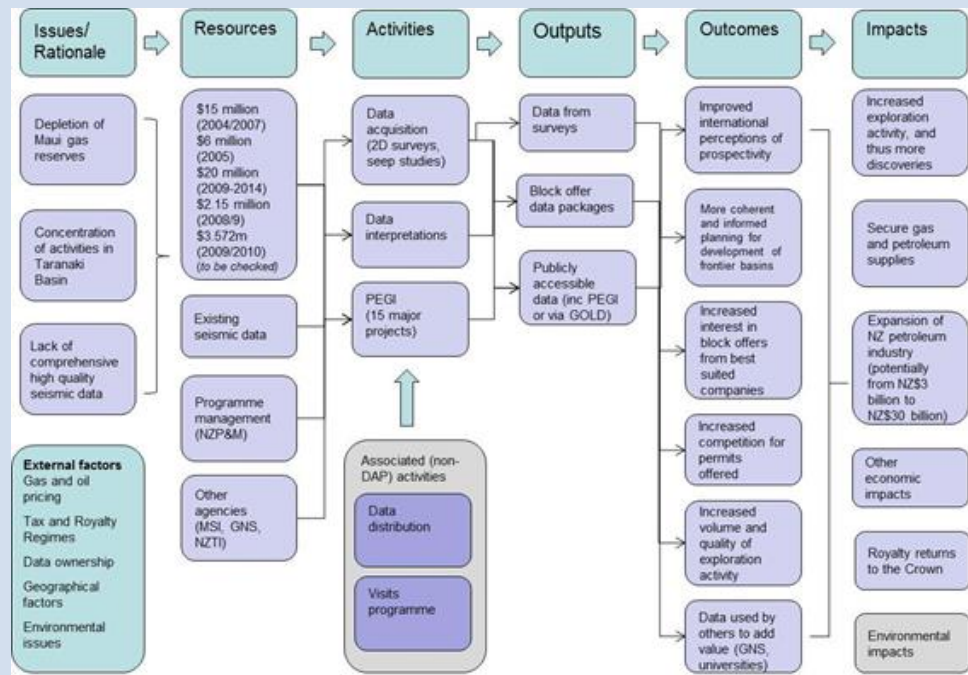 Issues/
Rationale
Resources
Activities
Outputs
Outcomes
Impacts
Depletion of
Maui gas
reserves
Concentration
of activities in
Taranaki
Basin
Lack of
comprehensive
high quality
seismic data
External factors
Gas and oil
pricing
Tax and Royalty
Regimes
Data ownership
Geographical
factors
Environmental
issues
$15 million
(2004/2007)
$6 million
(2005)
$20 million
(2009-2014)
$2.15 million
(2008/9)
$3.572m
(2009/2010)
(to be checked)
Existing
seismic data
Programme
management
(NZP&M)
Other
agencies
(MSI, GNS,
NZTI)
Data
acquisition
(2D surveys,
seep studies)
Data
interpretations
PEGI
(15 major
projects)
Associated (non-
DAP) activities
Data
distribution
Visits
programme
Data from
surveys
Block offer
data packages
Publicly
accessible
data (inc PEGI
or via GOLD)
Improved
international
perceptions of
prospectivity
More coherent
and informed
planning for
development of
frontier basins
Increased
interest in
block offers
from best
suited
companies
Increased
competition for
permits
offered
Increased
volume and
quality of
exploration
activity
Data used by
others to add
value (GNS,
universities)
Increased
exploration
activity, and
thus more
discoveries
Secure gas
and petroleum
supplies
Expansion of
NZ petroleum
industry
(potentially
from NZ$3
billion to
NZ$30 billion)
Other
economic
impacts
Royalty returns
to the Crown
Environmental
impacts